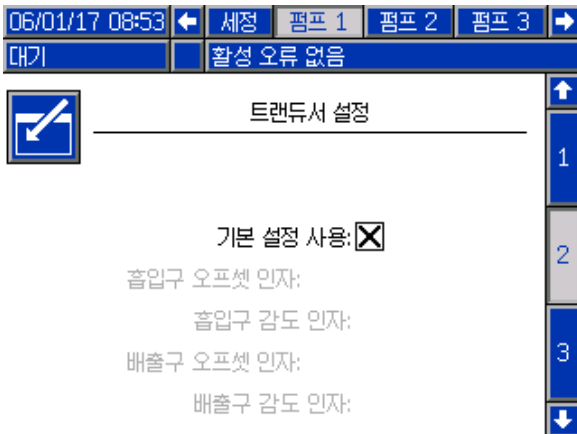 06/01/17 08:53 세정 펌프 1 펌프 2 펌프 3
대기 활성 오류 없음
트랜듀서 설정
1
기본 설정 사용:
2
흡입구 오프셋 인자:
흡입구 감도 인자:
배출구 오프셋 인자:
3
배출구 감도 인자: